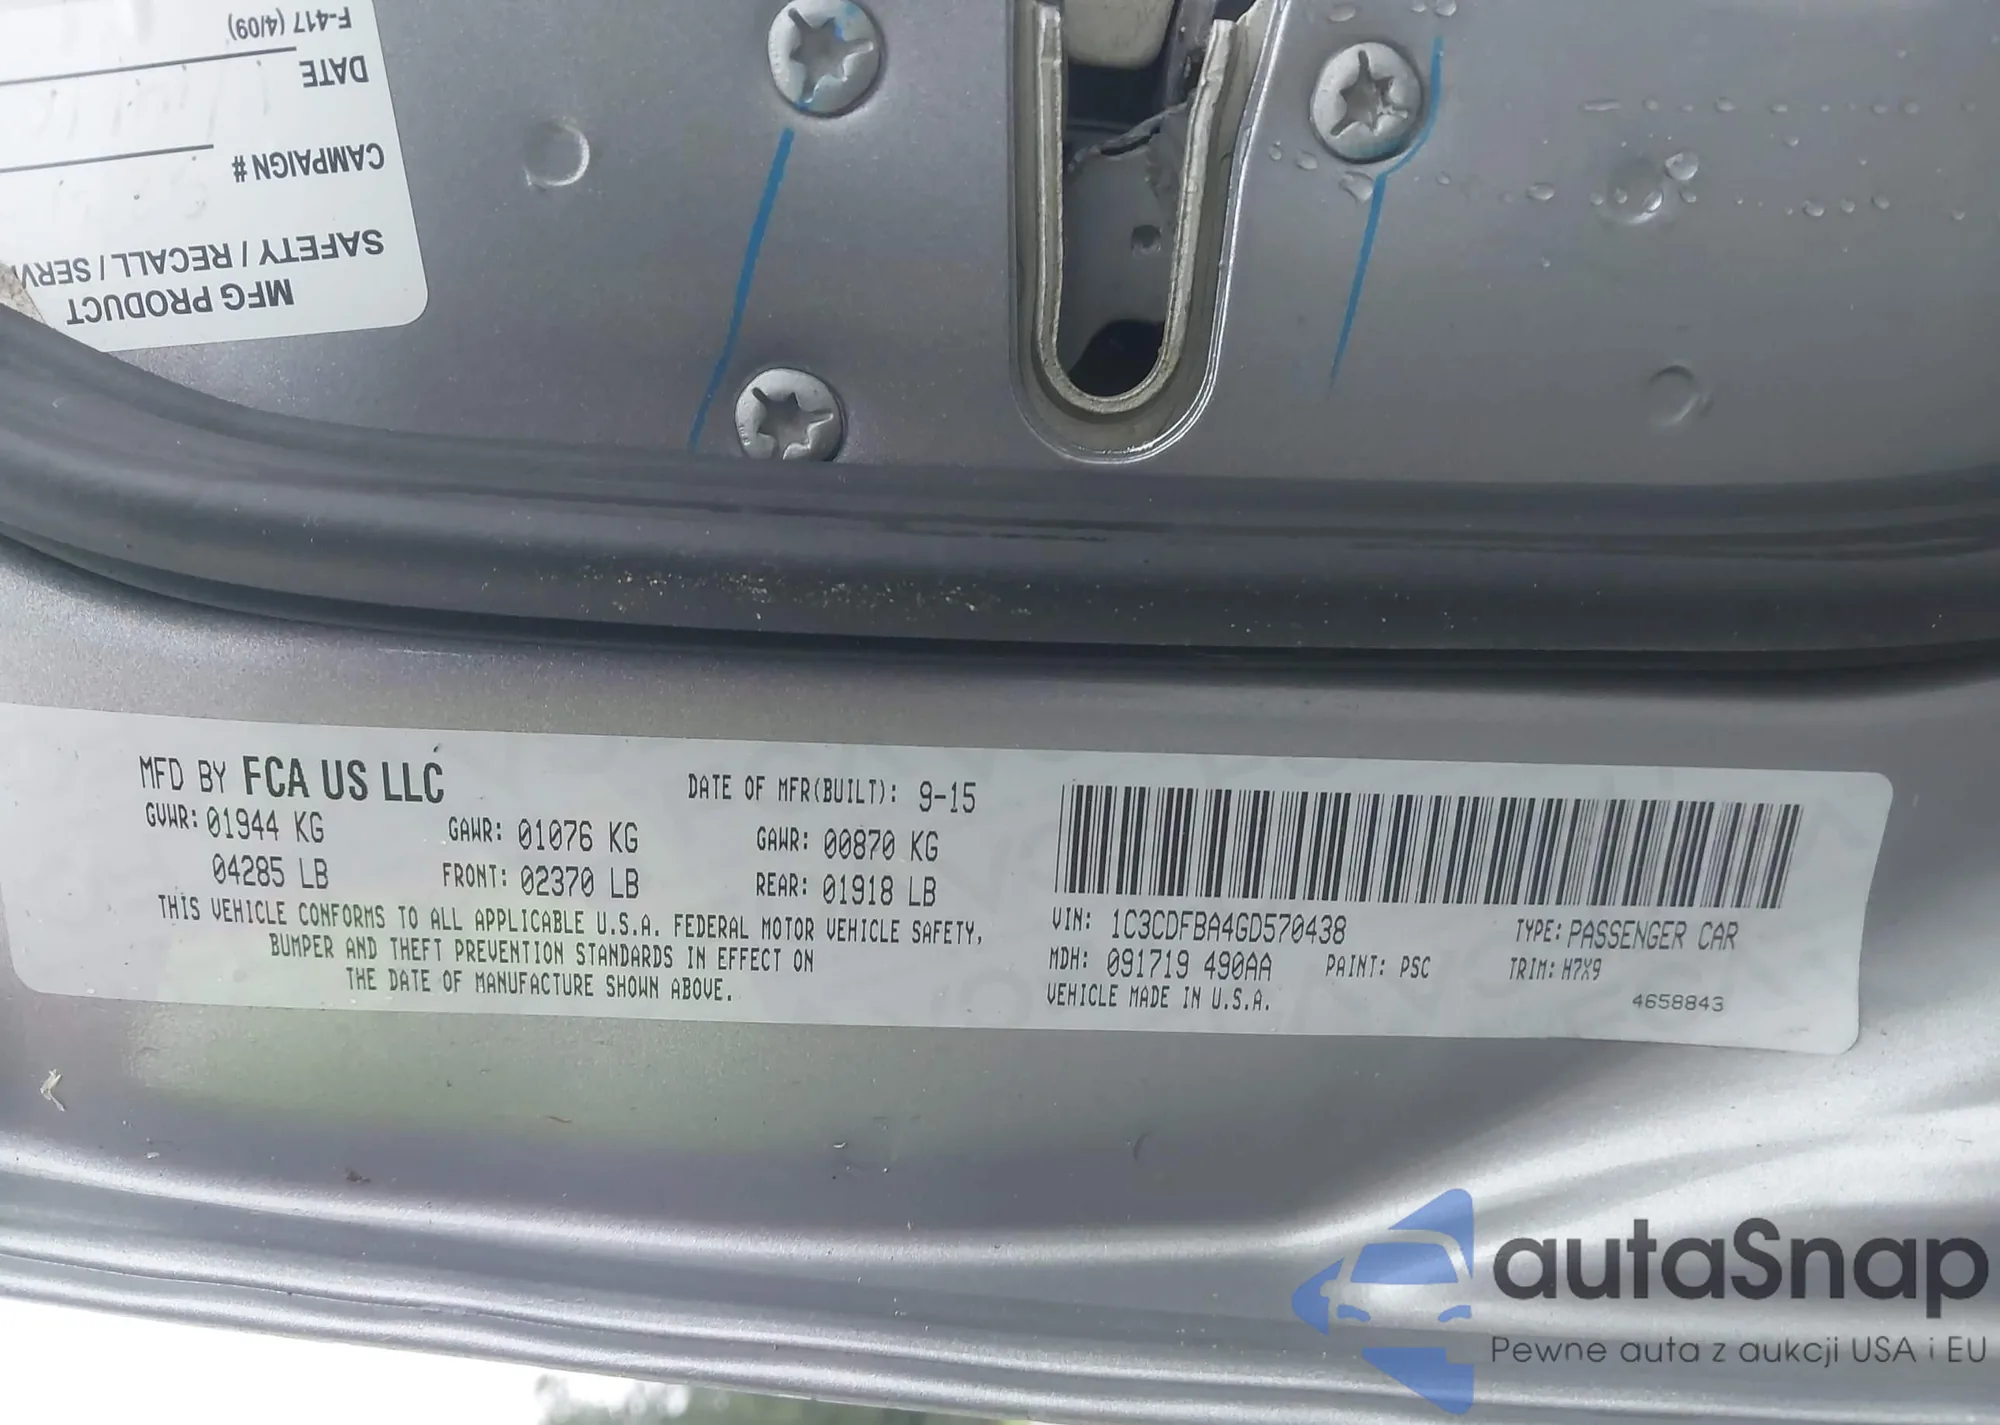 F-417 (4/09)
DATE
CAMPAIGN #
SAFETY / RECALL / SERV
MFG PRODUCT
MFD BY FCA US LLC
DATE OF MFR(BUILT): 9-15
GVWR: 01944 KG
GAWR: 01076 KG
GAWR: 00870 KG
04285 LB
FRONT: 02370 LB
REAR: 01918 LB
THIS VEHICLE CONFORMS TO ALL APPLICABLE U.S.A. FEDERAL MOTOR VEHICLE SAFETY,
BUMPER AND THEFT PREVENTION STANDARDS IN EFFECT ON
THE DATE OF MANUFACTURE SHOWN ABOVE.
VIN: 1C3CDFBA4GD570438
TYPE: PASSENGER CAR
MDH: 091719 490AA
PAINT: PSC
TRIM: H7X9
VEHICLE MADE IN U.S.A.
4658843
autaSnap
Pewne auta z aukcji USA i EU